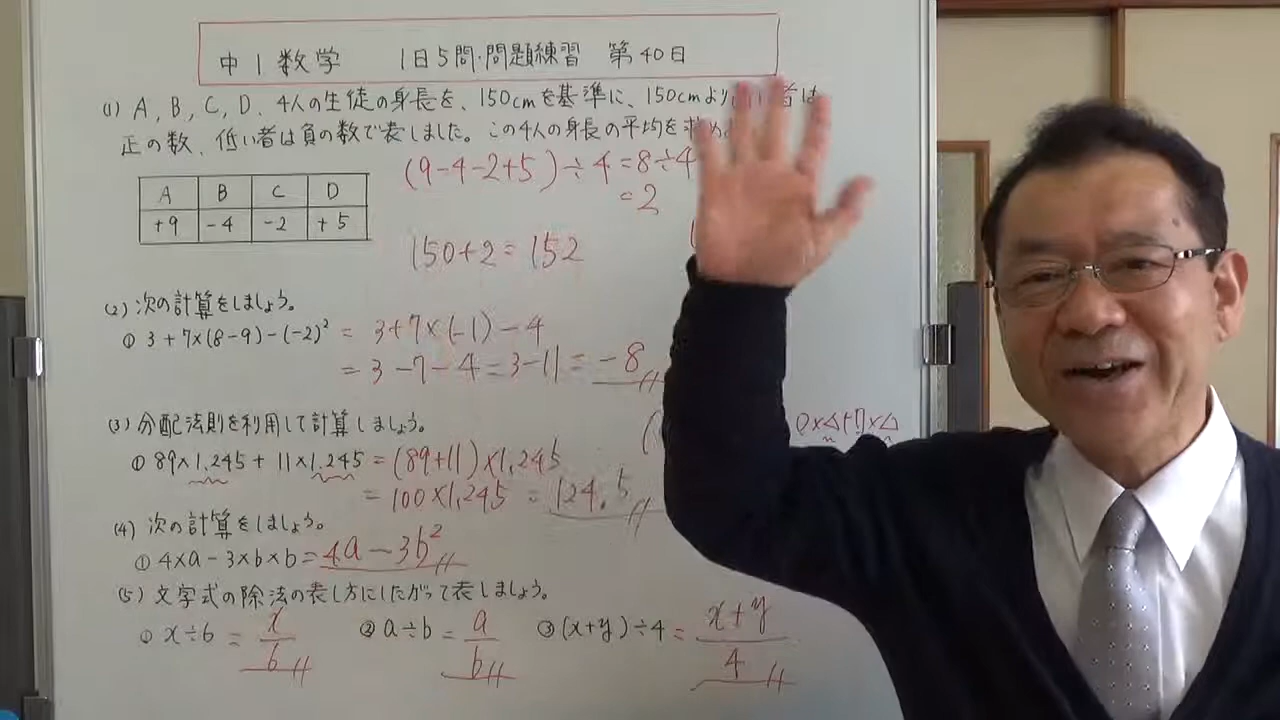 中1数学 1日5問・問題練習 第40日
(1) A, B, C, D、4人の生徒の身長を、150cmを基準に、150cmより者は
正の数、低い者は負の数で表しました。この4人の身長の平均を求め
(9-4-2+5)÷4=8÷4
=2
A B C D
+9 -4 -2 +5
150+2=152
(2) 次の計算をしましょう。
① 3+7×(8-9)-(-2)² = 3+7×(-1)-4
= 3-7-4=3-11=-8
(3) 分配法則を利用して計算しましょう。
○×△+□×△
① 89×1.245+11×1.245=(89+11)×1.245
= 100×1.245 = 124.5
(4) 次の計算をしましょう。
① 4×a-3×b×b=4a-3b²
(5) 文字式の除法の表し方にしたがって表しましょう。
① x÷6 = x/6 ② a÷b = a/b ③ (x+y)÷4 = (x+y)/4